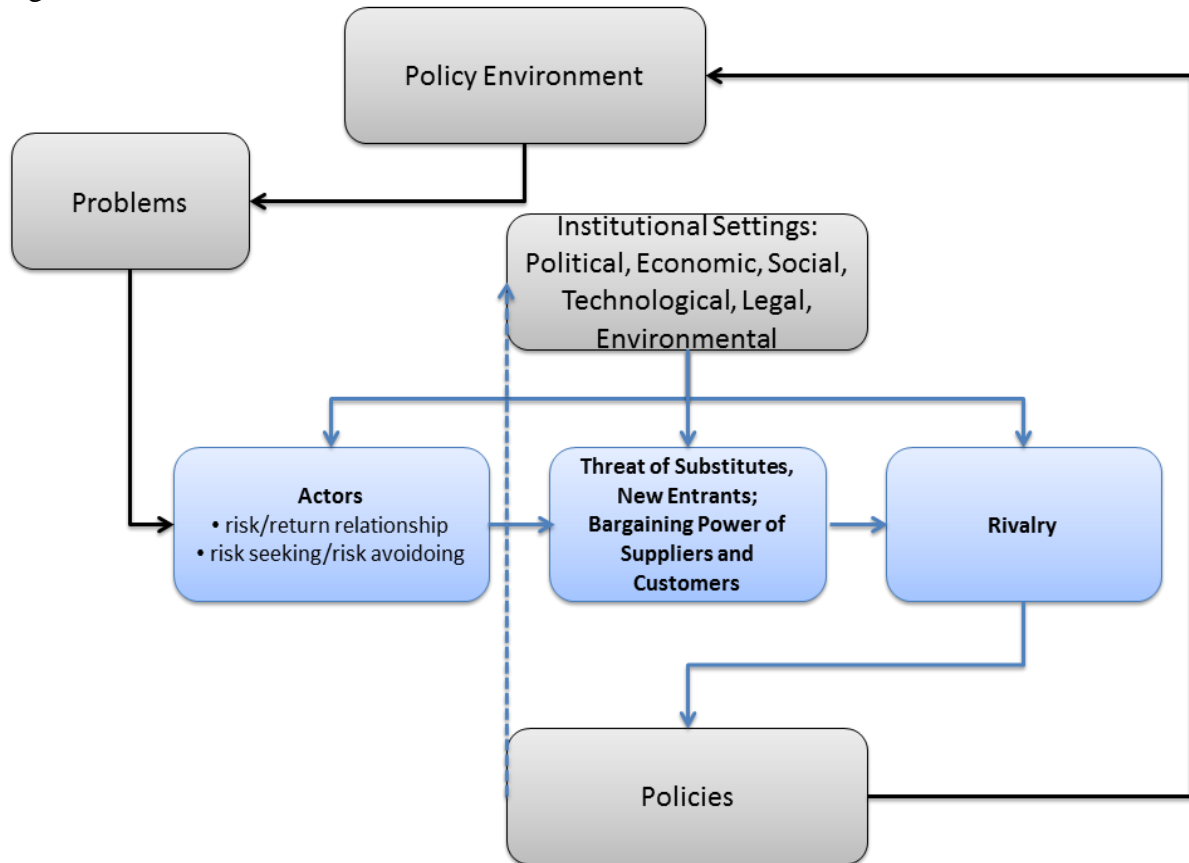 Policy Environment
Problems
Institutional Settings:
Political, Economic, Social,
Technological, Legal,
Environmental
Actors
• risk/return relationship
• risk seeking/risk avoidoing
Threat of Substitutes,
New Entrants;
Bargaining Power of
Suppliers and
Customers
Rivalry
Policies